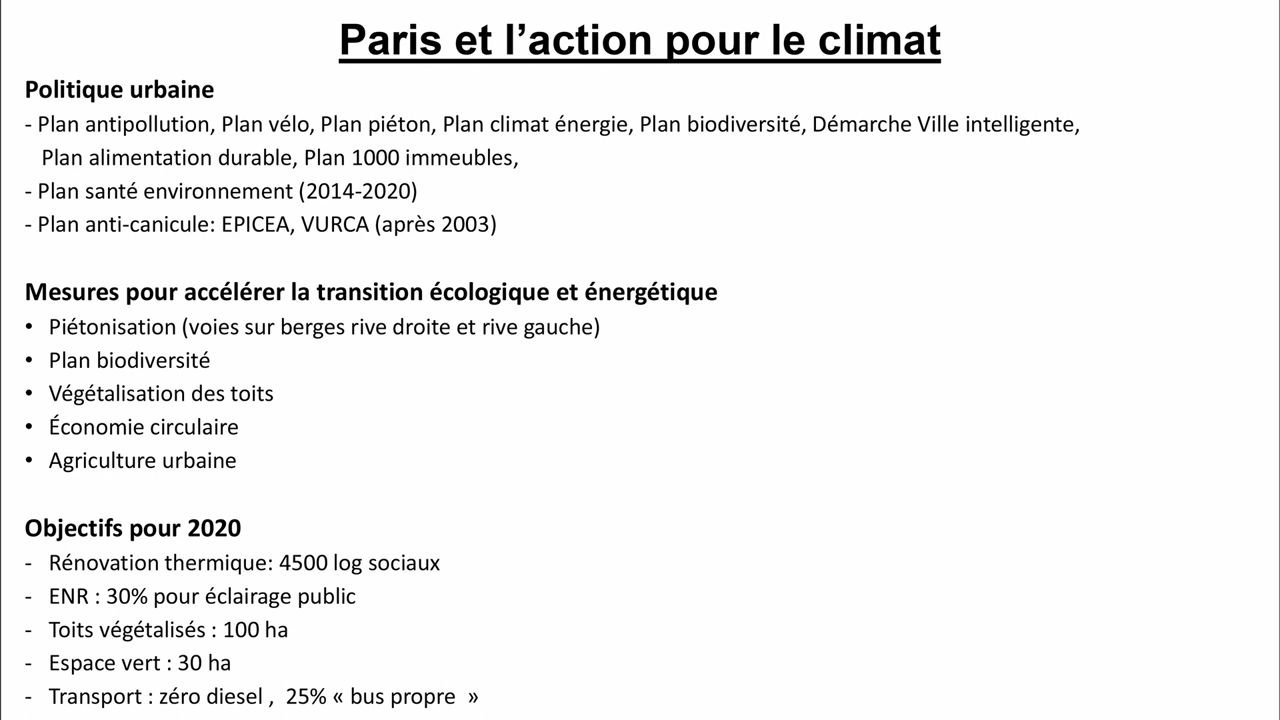 Paris et l’action pour le climat
Politique urbaine
- Plan antipollution, Plan vélo, Plan piéton, Plan climat énergie, Plan biodiversité, Démarche Ville intelligente,
Plan alimentation durable, Plan 1000 immeubles,
- Plan santé environnement (2014-2020)
- Plan anti-canicule: EPICEA, VURCA (après 2003)
Mesures pour accélérer la transition écologique et énergétique
• Piétonisation (voies sur berges rive droite et rive gauche)
• Plan biodiversité
• Végétalisation des toits
• Économie circulaire
• Agriculture urbaine
Objectifs pour 2020
- Rénovation thermique: 4500 log sociaux
- ENR : 30% pour éclairage public
- Toits végétalisés : 100 ha
- Espace vert : 30 ha
- Transport : zéro diesel , 25% « bus propre »